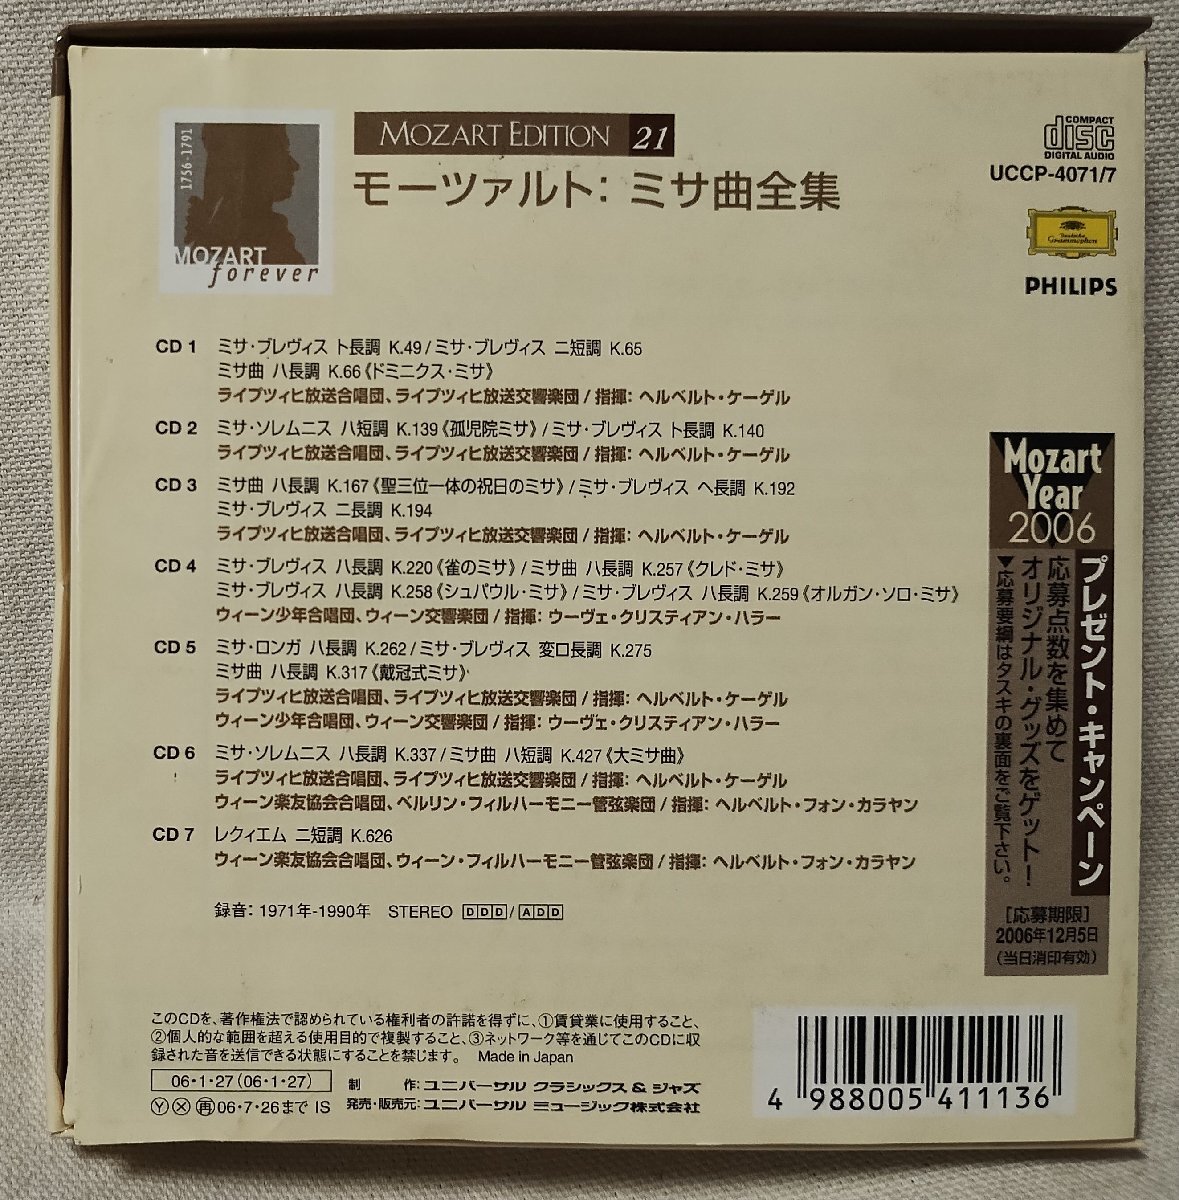 1756-1791
MOZART
forever
MOZART EDITION 21
モーツァルト: ミサ曲全集
COMPACT
disc
DIGITAL AUDIO
UCCP-4071/7
Deutsche
Grammophon
PHILIPS
CD 1 ミサ・ブレヴィス ト長調 K.49/ミサ・ブレヴィス ニ短調 K.65
ミサ曲 ハ長調 K.66《ドミニクス・ミサ》
ライプツィヒ放送合唱団、ライプツィヒ放送交響楽団/指揮: ヘルベルト・ケーゲル
CD 2 ミサ・ソレムニス ハ短調 K.139《孤児院ミサ》/ミサ・ブレヴィス ト長調 K.140
ライプツィヒ放送合唱団、ライプツィヒ放送交響楽団/指揮: ヘルベルト・ケーゲル
CD 3 ミサ曲 ハ長調 K.167《聖三位一体の祝日のミサ》/ミサ・ブレヴィス ヘ長調 K.192
ミサ・ブレヴィス ニ長調 K.194
ライプツィヒ放送合唱団、ライプツィヒ放送交響楽団/指揮: ヘルベルト・ケーゲル
CD 4 ミサ・ブレヴィス ハ長調 K.220《雀のミサ》/ミサ曲 ハ長調 K.257《クレド・ミサ》
ミサ・ブレヴィス ハ長調 K.258《シュパウル・ミサ》/ミサ・ブレヴィス ハ長調 K.259《オルガン・ソロ・ミサ》
ウィーン少年合唱団、ウィーン交響楽団/指揮: ウーヴェ・クリスティアン・ハラー
CD 5 ミサ・ロンガ ハ長調 K.262/ミサ・ブレヴィス 変ロ長調 K.275
ミサ曲 ハ長調 K.317《戴冠式ミサ》
ライプツィヒ放送合唱団、ライプツィヒ放送交響楽団/指揮: ヘルベルト・ケーゲル
ウィーン少年合唱団、ウィーン交響楽団/指揮: ウーヴェ・クリスティアン・ハラー
CD 6 ミサ・ソレムニス ハ長調 K.337/ミサ曲 ハ短調 K.427《大ミサ曲》
ライプツィヒ放送合唱団、ライプツィヒ放送交響楽団/指揮: ヘルベルト・ケーゲル
ウィーン楽友協会合唱団、ベルリン・フィルハーモニー管弦楽団/指揮: ヘルベルト・フォン・カラヤン
CD 7 レクィエム ニ短調 K.626
ウィーン楽友協会合唱団、ウィーン・フィルハーモニー管弦楽団/指揮: ヘルベルト・フォン・カラヤン
録音: 1971年-1990年 STEREO DDD/ADD
Mozart
Year
2006
プレゼント・キャンペーン
応募点数を集めて
オリジナル・グッズをゲット!
▼応募要綱はタスキの裏面をご覧下さい。
[応募期限]
2006年12月5日
(当日消印有効)
このCDを、著作権法で認められている権利者の許諾を得ずに、①賃貸業に使用すること、
②個人的な範囲を超える使用目的で複製すること、③ネットワーク等を通じてこのCDに収
録された音を送信できる状態にすることを禁じます。 Made in Japan
06・1・27(06・1・27)
Ⓨ Ⓧ 再 06・7・26まで IS
制 作: ユニバーサル クラシックス&ジャズ
発売・販売元: ユニバーサル ミュージック株式会社
4 988005 411136